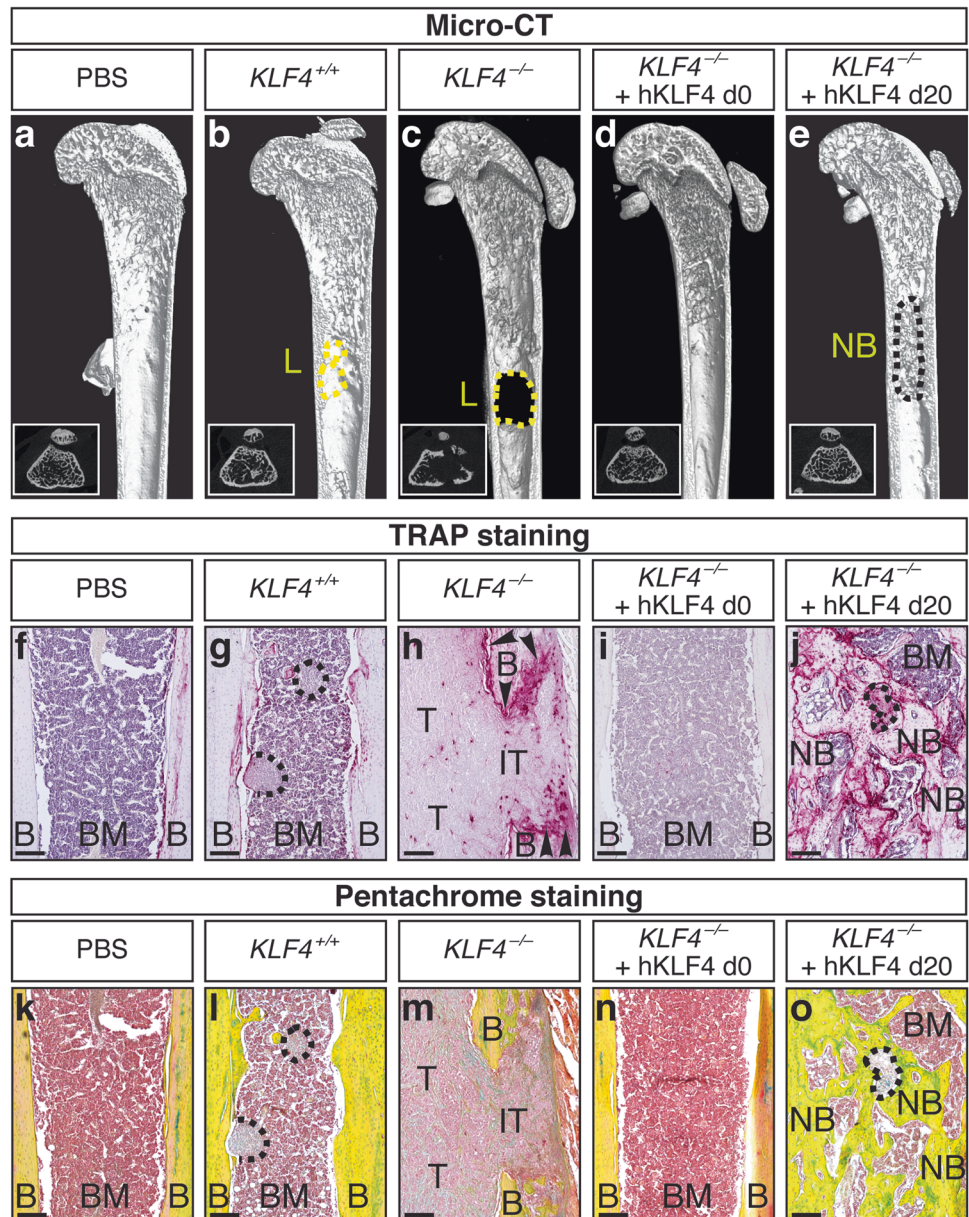 Micro-CT
PBS
KLF4+/+
KLF4−/−
KLF4−/−
+ hKLF4 d0
KLF4−/−
+ hKLF4 d20
a
b
c
d
e
L
L
NB
TRAP staining
PBS
KLF4+/+
KLF4−/−
KLF4−/−
+ hKLF4 d0
KLF4−/−
+ hKLF4 d20
f
g
h
i
j
B
BM
T
IT
NB
NB
T
NB
B BM B
B BM B
B
B BM B
Pentachrome staining
PBS
KLF4+/+
KLF4−/−
KLF4−/−
+ hKLF4 d0
KLF4−/−
+ hKLF4 d20
k
l
m
n
o
B
BM
T
IT
NB
NB
T
NB
B BM B
B BM B
B
B BM B